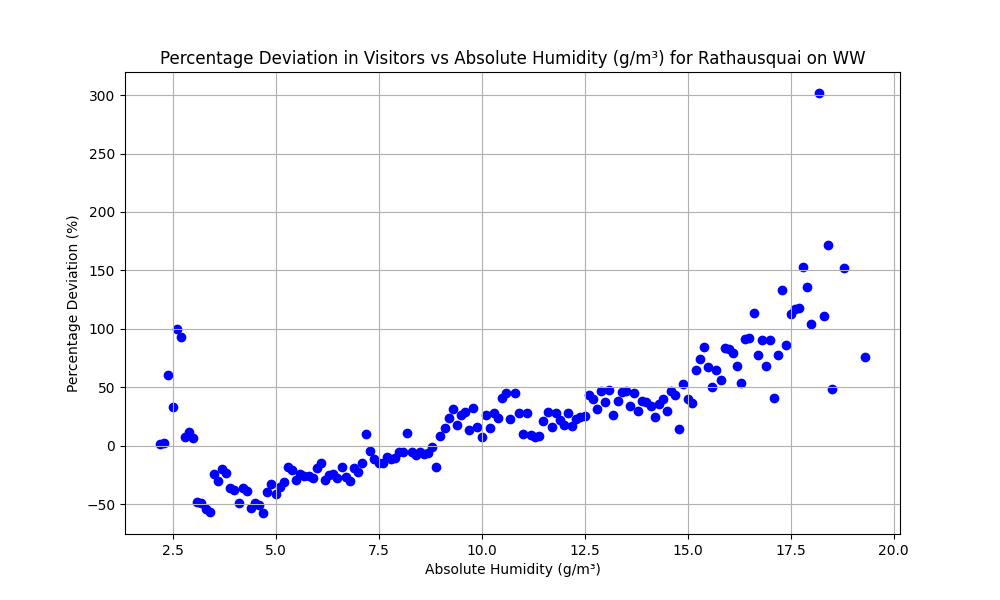 Percentage Deviation in Visitors vs Absolute Humidity (g/m³) for Rathausquai on WW
300
250
200
150
100
50
0
−50
Percentage Deviation (%)
2.5 5.0 7.5 10.0 12.5 15.0 17.5 20.0
Absolute Humidity (g/m³)